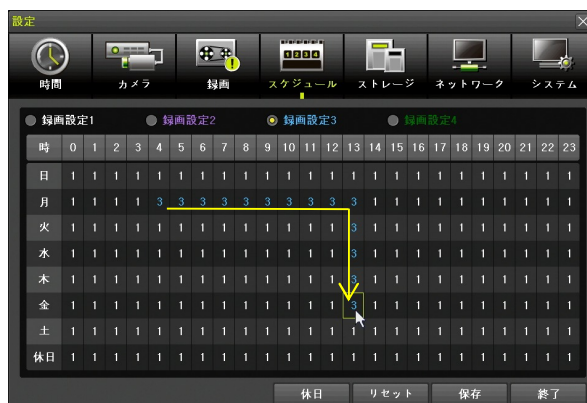 設定
時間 カメラ 録画 スケジュール ストレージ ネットワーク システム
録画設定1 録画設定2 録画設定3 録画設定4
時 0 1 2 3 4 5 6 7 8 9 10 11 12 13 14 15 16 17 18 19 20 21 22 23
日 1 1 1 1 1 1 1 1 1 1 1 1 1 1 1 1 1 1 1 1 1 1 1 1
月 1 1 1 1 3 3 3 3 3 3 3 3 3 3 1 1 1 1 1 1 1 1 1 1
火 1 1 1 1 1 1 1 1 1 1 1 1 1 3 1 1 1 1 1 1 1 1 1 1
水 1 1 1 1 1 1 1 1 1 1 1 1 1 3 1 1 1 1 1 1 1 1 1 1
木 1 1 1 1 1 1 1 1 1 1 1 1 1 3 1 1 1 1 1 1 1 1 1 1
金 1 1 1 1 1 1 1 1 1 1 1 1 1 3 1 1 1 1 1 1 1 1 1 1
土 1 1 1 1 1 1 1 1 1 1 1 1 1 1 1 1 1 1 1 1 1 1 1 1
休日 1 1 1 1 1 1 1 1 1 1 1 1 1 1 1 1 1 1 1 1 1 1 1 1
休日 リセット 保存 終了